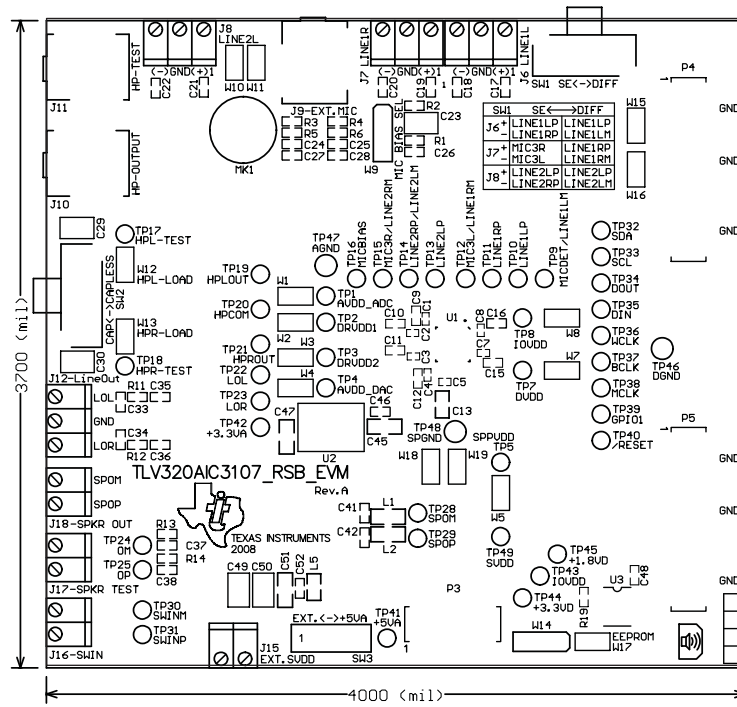 J8
LINE2L
J7 LINE1R
J6 LINE1L
(-)GND(+)1
(-)GND(+)1
(-)GND(+)1
SW1 SE<->DIFF
P4
J11
HP-TEST
C22
C21
W10
W11
C20
C19
1
C18
C17
J9-EXT.MIC
R3
R5
C24
C27
R4
R6
C25
C28
MIC BIAS SEL
W9
R2
C23
R1
C26
MK1
SW1 SE<-->DIFF
J6 + LINE1LP LINE1LP
- LINE1RP LINE1LM
J7 + MIC3R LINE1RP
- MIC3L LINE1RM
J8 + LINE2LP LINE2LP
- LINE2RP LINE2LM
W15
W16
GND
GND
GND
GND
HP-OUTPUT
J10
C29
TP17
HPL-TEST
W12
HPL-LOAD
CAP<->CAPLESS
SW2
W13
HPR-LOAD
C30
TP18
HPR-TEST
TP47
AGND
TP16
MICBIAS
TP15
MIC3R/LINE2RM
TP14
LINE2RP/LINE2LM
TP13
LINE2LP
TP12
MIC3L/LINE1RM
TP11
LINE1RP
TP10
LINE1LP
TP9
MICDET/LINE1LM
TP32
SDA
TP33
SCL
TP34
DOUT
TP35
DIN
TP36
WCLK
TP37
BCLK
TP38
MCLK
TP39
GPIO1
TP40
/RESET
TP46
DGND
TP19
HPLOUT
TP20
HPCOM
TP21
HPROUT
TP22
LOL
TP23
LOR
TP42
+3.3VA
W1
TP1
AVDD_ADC
W2
TP2
DRVDD1
W3
TP3
DRVDD2
W4
TP4
AVDD_DAC
C9
C1
C10
C2
U1
C8
C16
C11
C3
C7
C15
C12
C4
C5
C13
TP8
IOVDD
W8
TP7
DVDD
W7
C47
C46
C45
U2
TP48
SPGND
SPPVDD
W18
W19
TP5
W5
TP49
SVDD
P5
3700 (mil)
J12-LineOut
LOL
GND
LOR
R11
C35
C33
C34
R12
C36
SPOM
SPOP
J18-SPKR OUT
TLV320AIC3107_RSB_EVM
Rev.A
TEXAS INSTRUMENTS
2008
C41
L1
C42
L2
TP28
SPOM
TP29
SPOP
TP24
OM
TP25
OP
R13
C37
R14
C38
J17-SPKR TEST
TP30
SWINM
TP31
SWINP
J16-SWIN
C49
C50
C51
C52
L5
J15
EXT.SVDD
EXT.<->+5VA
1
SW3
TP41
+5VA
P3
1
TP45
+1.8VD
TP43
IOVDD
TP44
+3.3VD
U3
C48
R19
W14
EEPROM
W17
GND
GND
GND
4000 (mil)